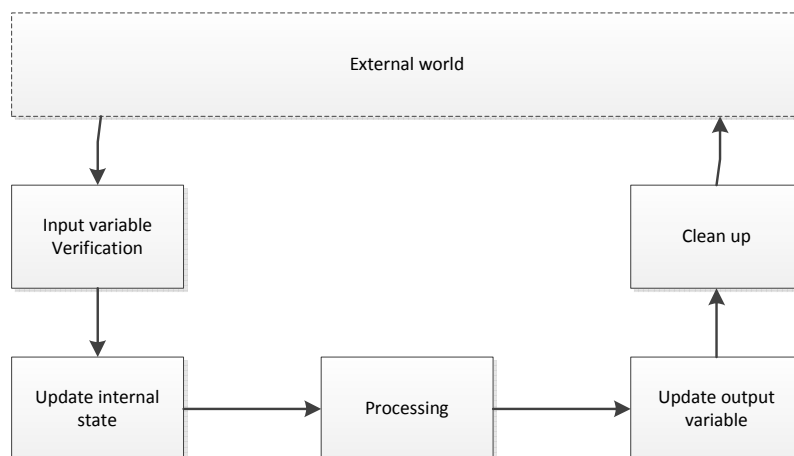 External world
Input variable
Verification
Clean up
Update internal
state
Processing
Update output
variable